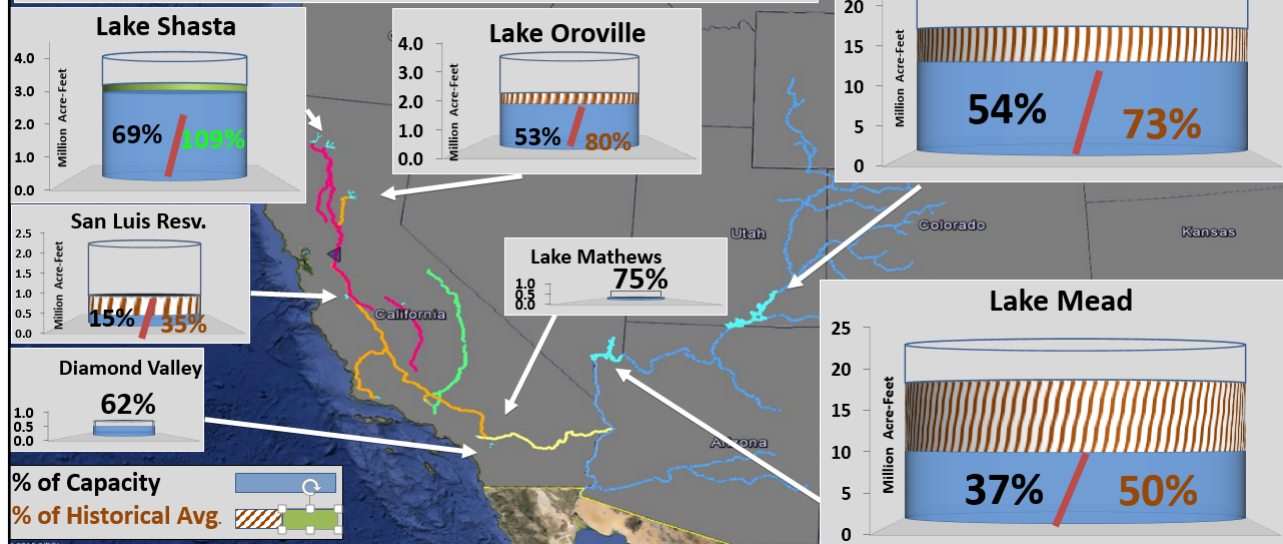 Lake Shasta
4.0
3.0
2.0
1.0
0.0
Million Acre-Feet
69%
109%
Lake Oroville
4.0
3.0
2.0
1.0
0.0
Million Acre-Feet
53%
80%
20
15
10
5
0
Million Acre-Feet
54%
73%
San Luis Resv.
2.5
2.0
1.5
1.0
0.5
0.0
Million Acre-Feet
15%
35%
Lake Mathews
75%
1.0
0.5
0.0
Utah
Colorado
Kansas
California
Arizona
Diamond Valley
62%
1.0
0.5
0.0
Lake Mead
25
20
15
10
5
0
Million Acre-Feet
37%
50%
% of Capacity
% of Historical Avg.